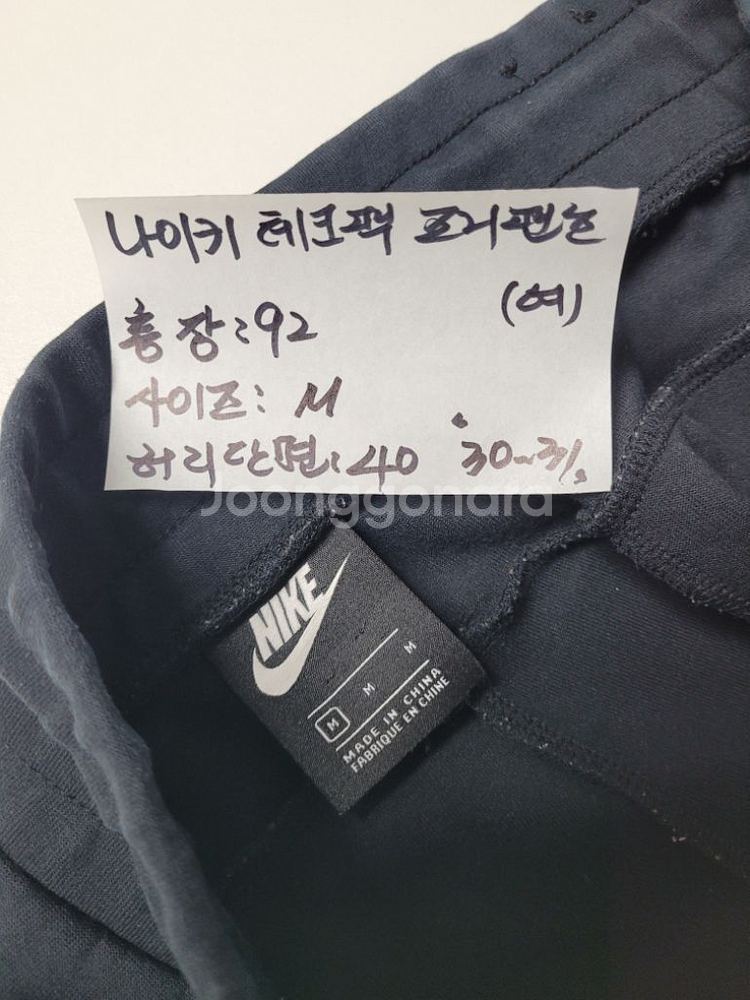 나이키 테크팩 조거팬츠
(여)
총장:92
사이즈: M
허리단면:40 30~31
Joonggonara
NIKE
M M M
MADE IN CHINA
FABRIQUE EN CHINE